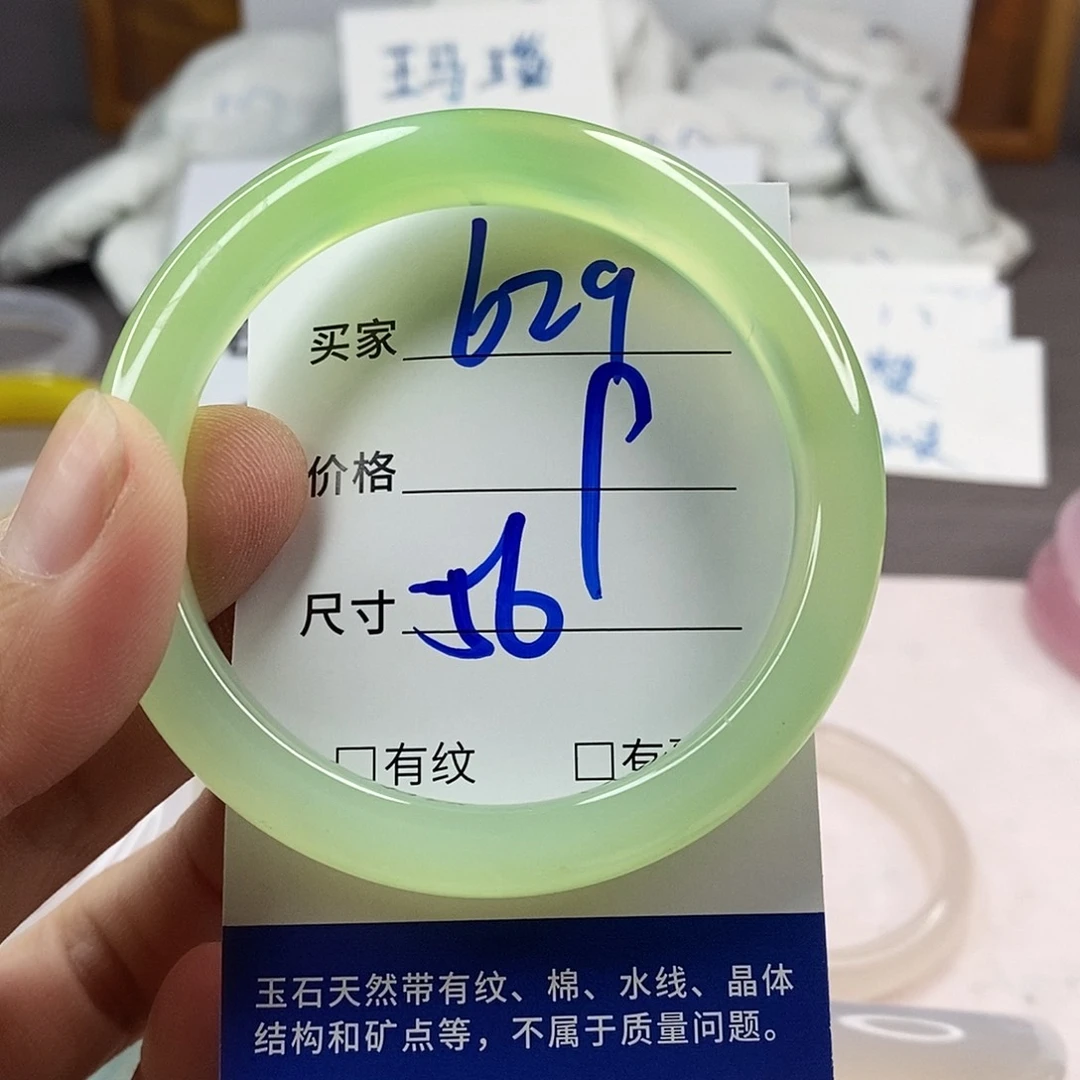 玛瑙
买家 629
价格
尺寸 56
□有纹 □有
玉石天然带有纹、棉、水线、晶体
结构和矿点等，不属于质量问题。